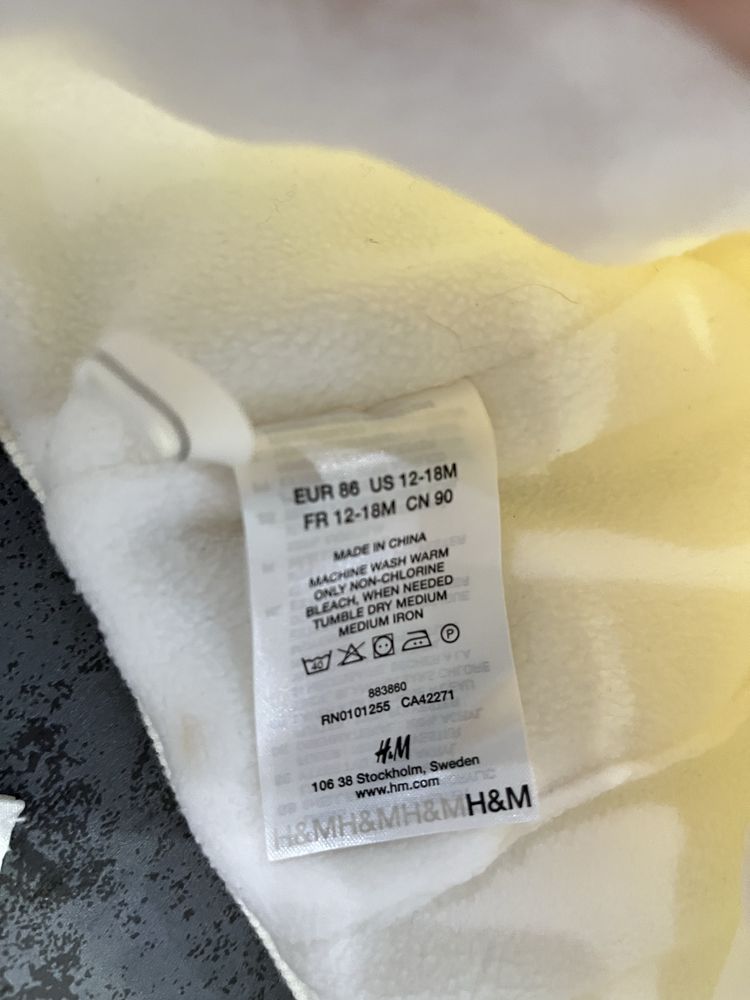 EUR 86 US 12-18M
FR 12-18M CN 90
MADE IN CHINA
MACHINE WASH WARM
ONLY NON-CHLORINE
BLEACH, WHEN NEEDED
TUMBLE DRY MEDIUM
MEDIUM IRON
40 P
883860
RN0101255 CA42271
H&M
106 38 Stockholm, Sweden
www.hm.com
H&MH&MH&MH&M